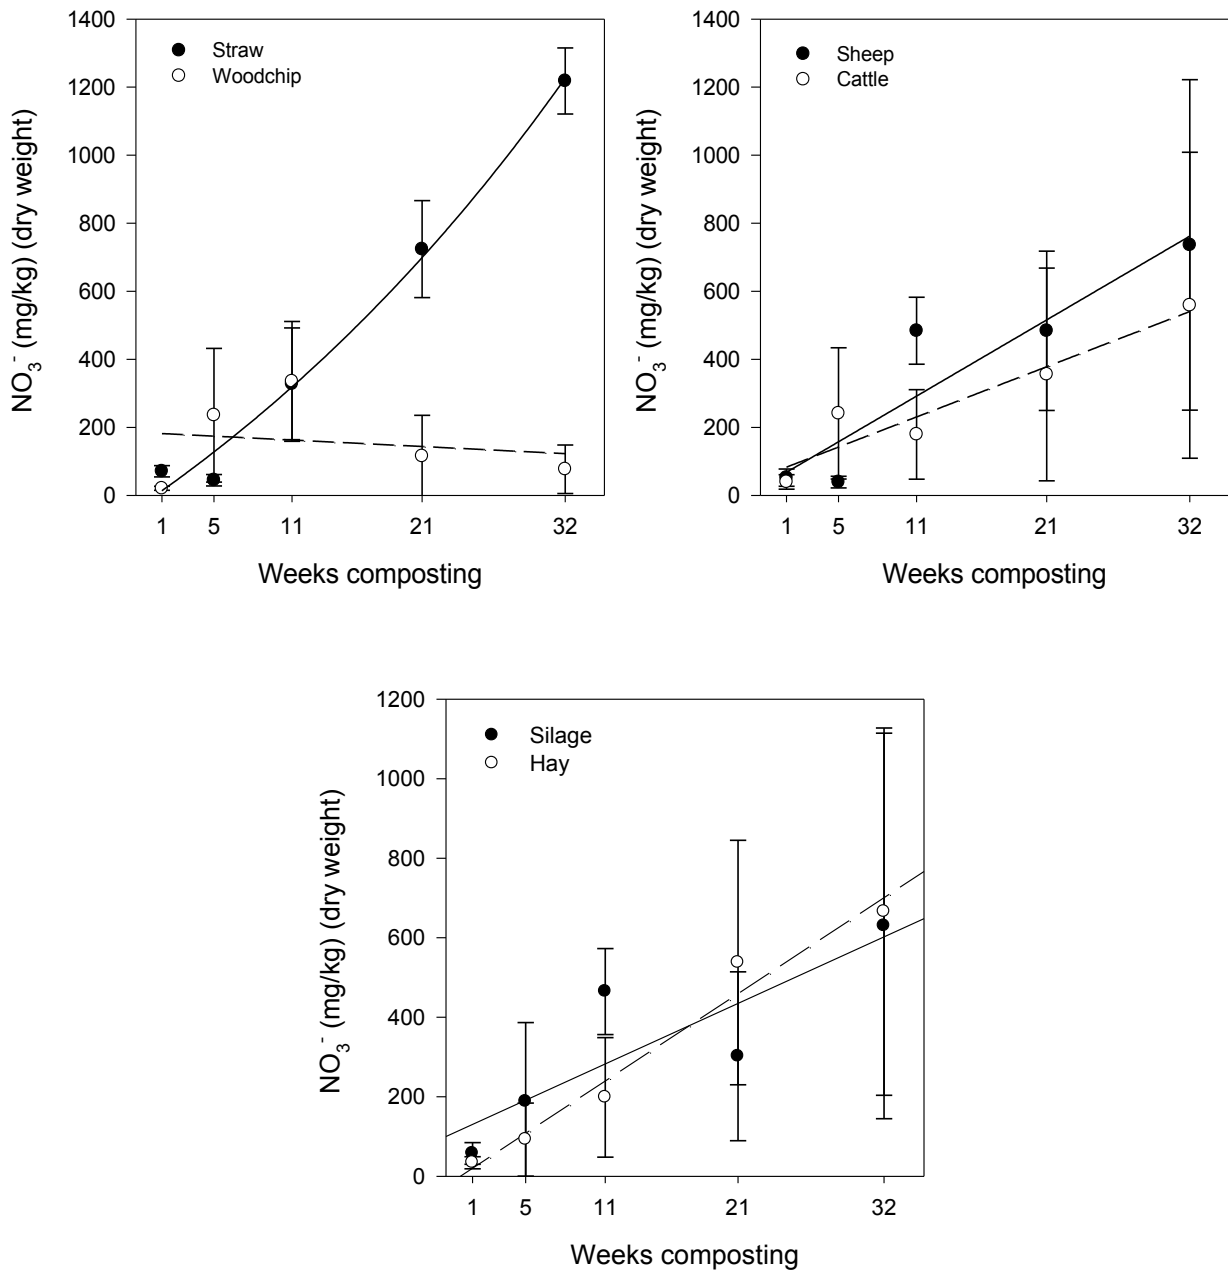 1400
1200
1000
800
600
400
200
0
NO₃⁻ (mg/kg) (dry weight)
Straw
Woodchip
1 5 11 21 32
Weeks composting
1400
1200
1000
800
600
400
200
0
NO₃⁻ (mg/kg) (dry weight)
Sheep
Cattle
1 5 11 21 32
Weeks composting
1200
1000
800
600
400
200
0
NO₃⁻ (mg/kg) (dry weight)
Silage
Hay
1 5 11 21 32
Weeks composting